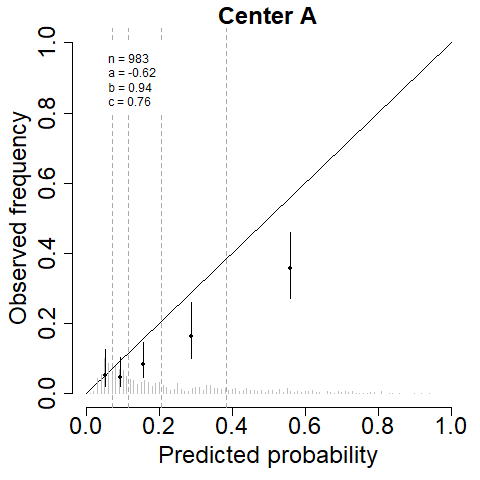 Center A
n = 983
a = -0.62
b = 0.94
c = 0.76
Observed frequency
0.0 0.2 0.4 0.6 0.8 1.0
0.0 0.2 0.4 0.6 0.8 1.0
Predicted probability